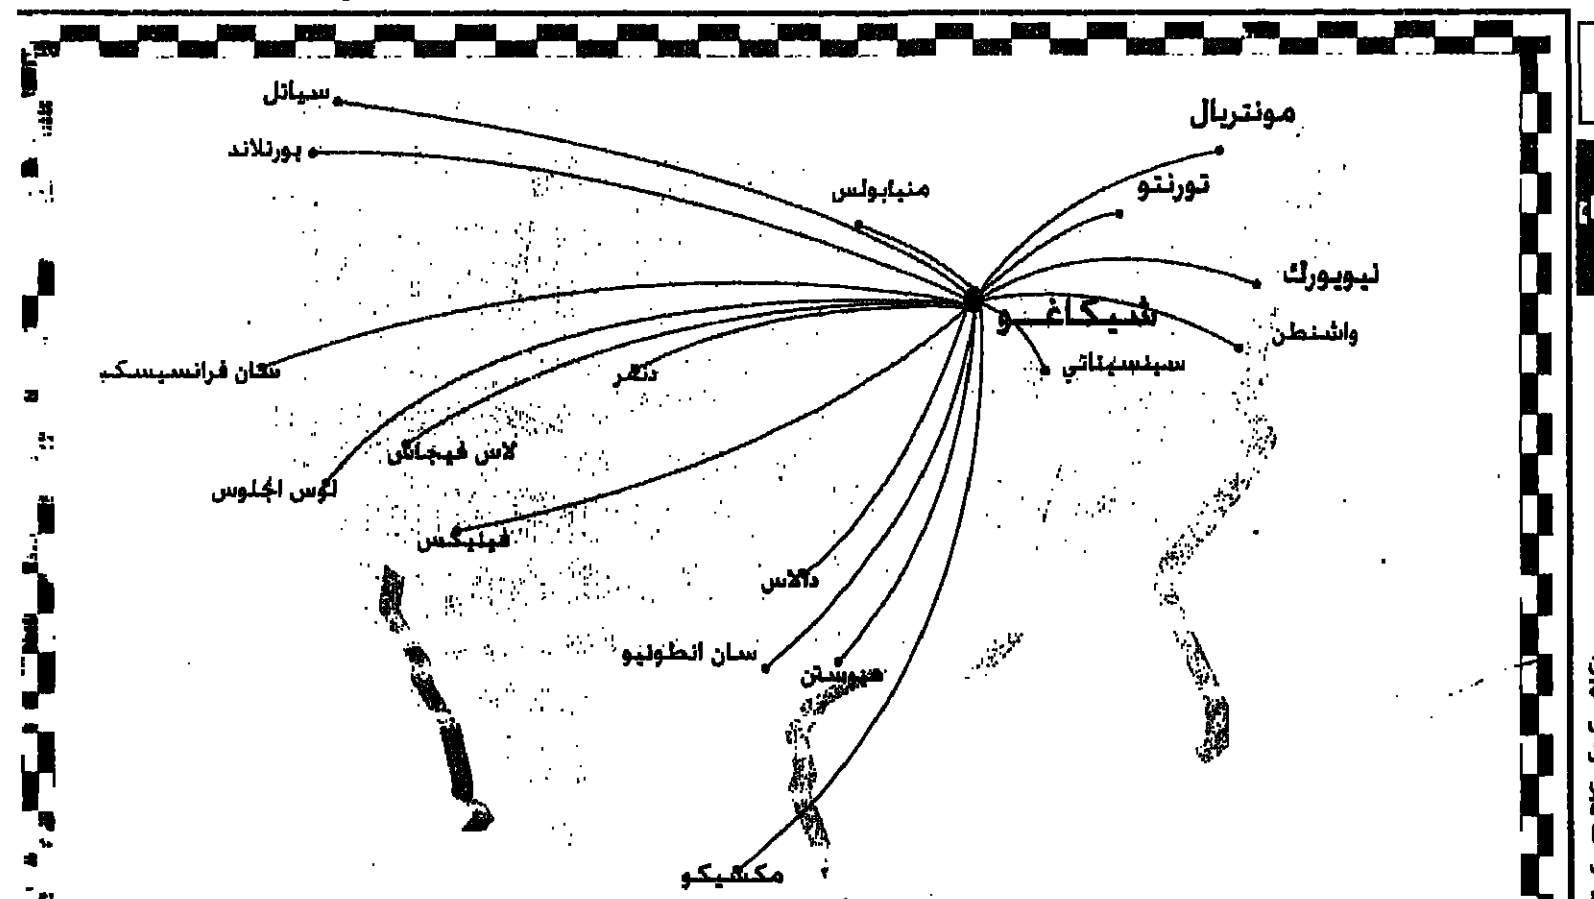 سياتل
مونتريال
بورتلاند
تورنتو
منيابولس
نيويورك
شيكاغو
واشنطن
سينسيناتي
سان فرانسيسكـ
دنفر
لاس فيجاس
لوس انجلوس
فينيكس
دالاس
سان انطونيو
هيوستن
مكسيكو